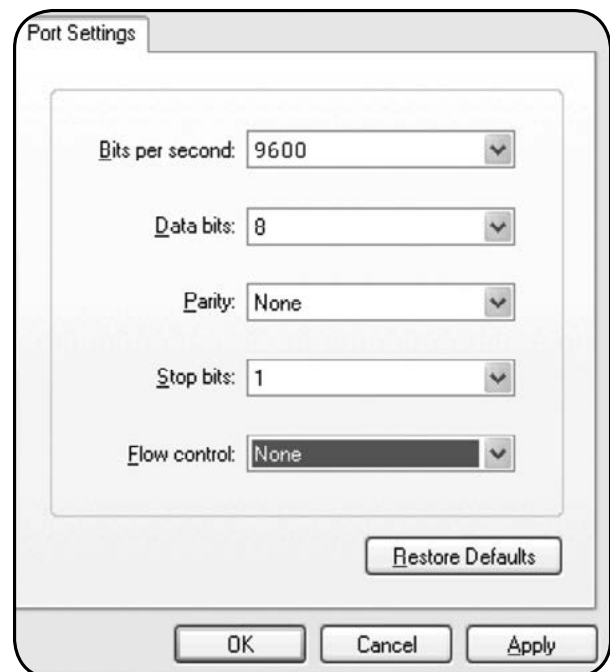 Port Settings
Bits per second: 9600
Data bits: 8
Parity: None
Stop bits: 1
Flow control: None
Restore Defaults
OK Cancel Apply